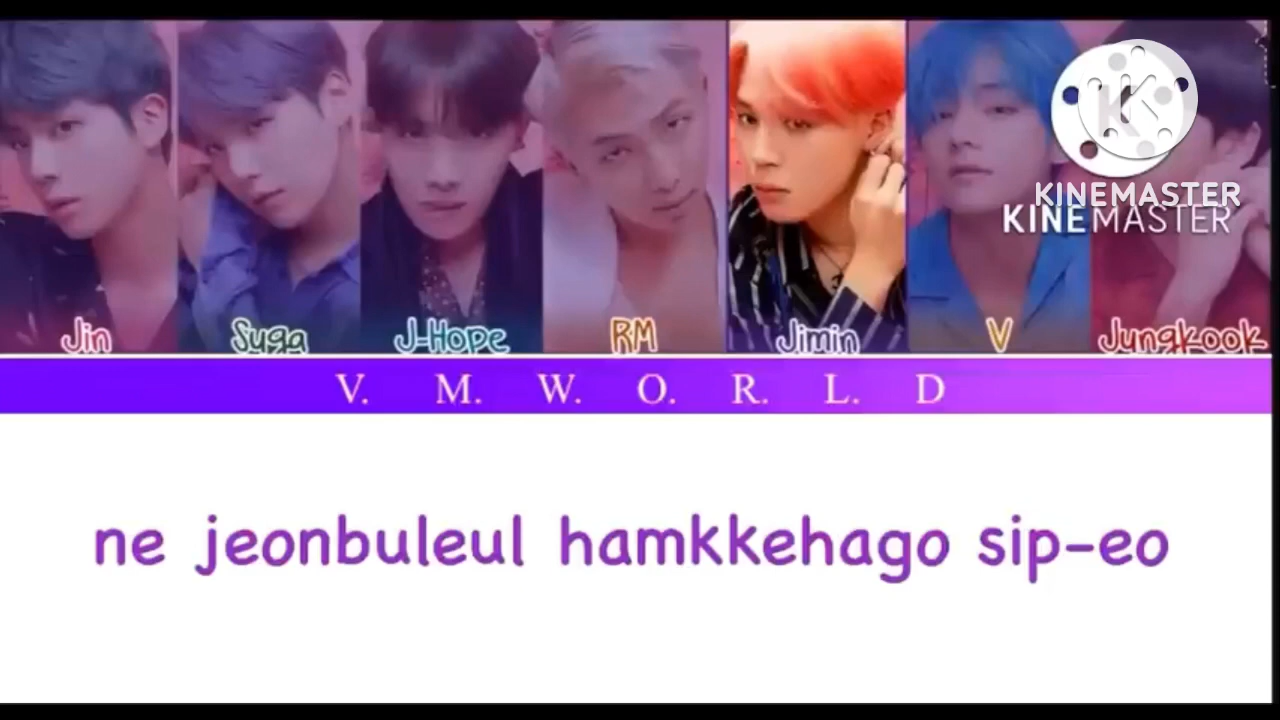 KINEMASTER
KINEMASTER
Jin Suga J-Hope RM Jimin V Jungkook
V. M. W. O. R. L. D
ne jeonbuleul hamkkehago sip-eo